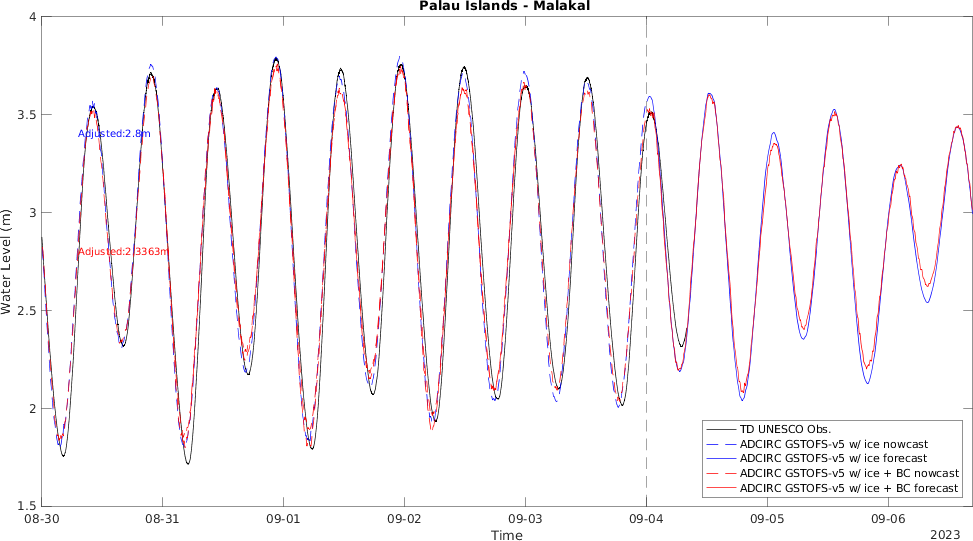 Palau Islands - Malakal
4
3.5
3
2.5
2
1.5
Water Level (m)
Adjusted:2.8m
Adjusted:2.3363m
TD UNESCO Obs.
ADCIRC GSTOFS-v5 w/ ice nowcast
ADCIRC GSTOFS-v5 w/ ice forecast
ADCIRC GSTOFS-v5 w/ ice + BC nowcast
ADCIRC GSTOFS-v5 w/ ice + BC forecast
08-30 08-31 09-01 09-02 09-03 09-04 09-05 09-06
Time
2023